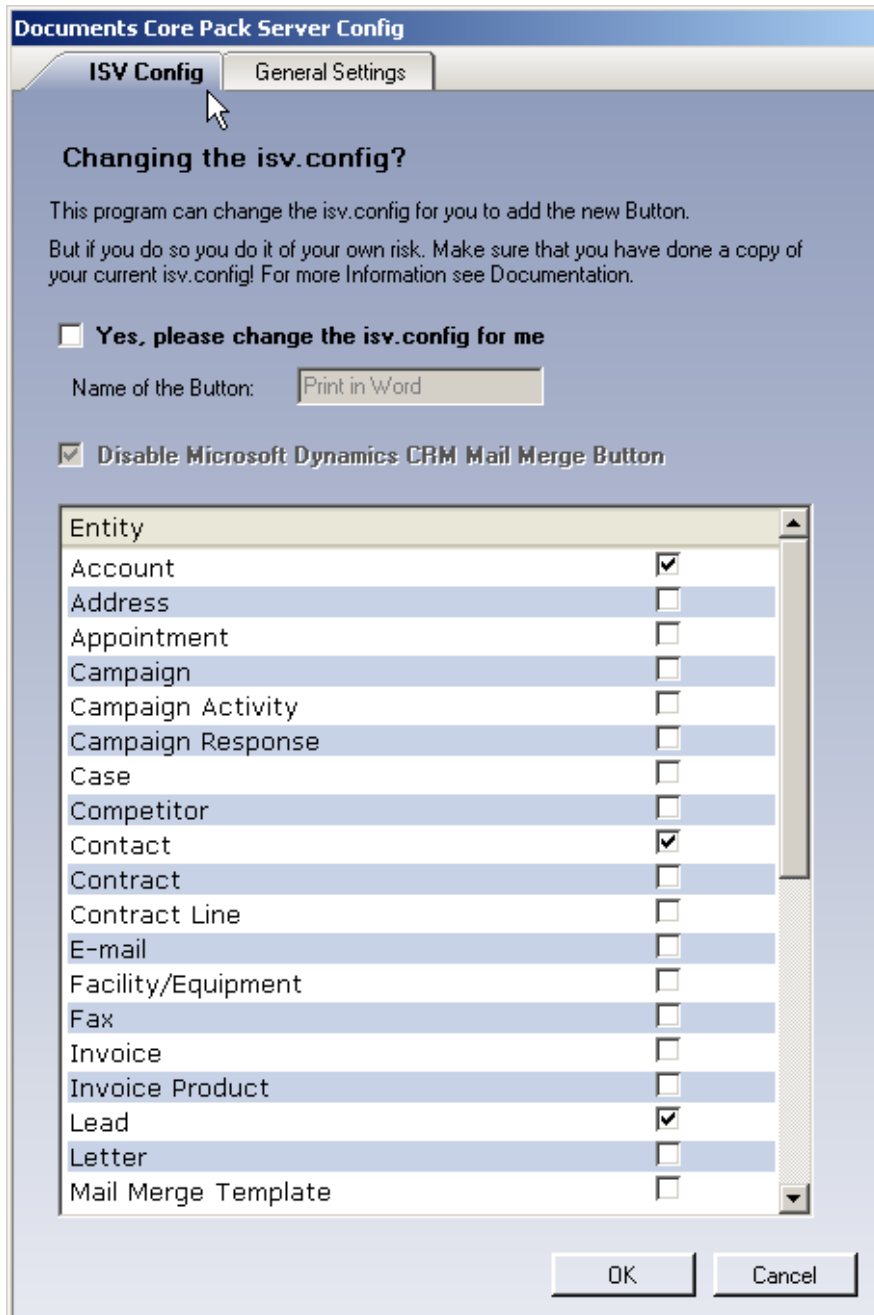 Documents Core Pack Server Config
ISV Config
General Settings
Changing the isv.config?
This program can change the isv.config for you to add the new Button.
But if you do so you do it of your own risk. Make sure that you have done a copy of
your current isv.config! For more Information see Documentation.
Yes, please change the isv.config for me
Name of the Button:
Print in Word
Disable Microsoft Dynamics CRM Mail Merge Button
Entity
Account
Address
Appointment
Campaign
Campaign Activity
Campaign Response
Case
Competitor
Contact
Contract
Contract Line
E-mail
Facility/Equipment
Fax
Invoice
Invoice Product
Lead
Letter
Mail Merge Template
OK
Cancel